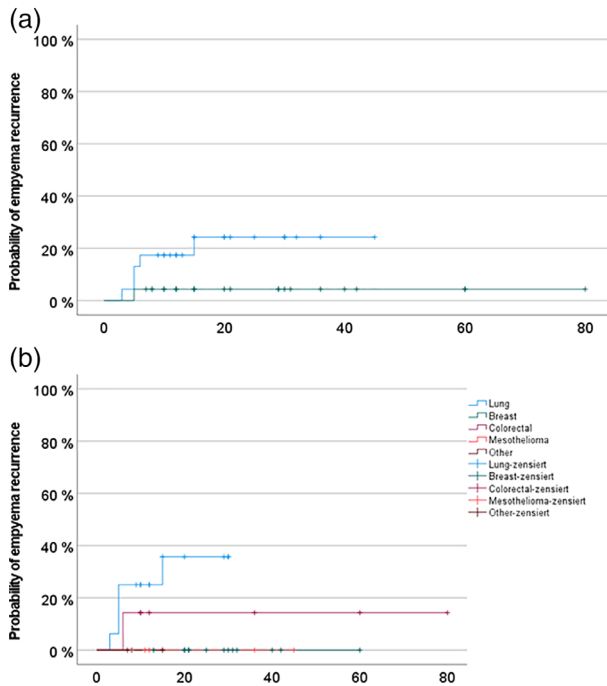 (a)
Probability of empyema recurrence
100 %
80 %
60 %
40 %
20 %
0 %
0 20 40 60 80
(b)
Probability of empyema recurrence
100 %
80 %
60 %
40 %
20 %
0 %
0 20 40 60 80
Lung
Breast
Colorectal
Mesothelioma
Other
Lung-zensiert
Breast-zensiert
Colorectal-zensiert
Mesothelioma-zensiert
Other-zensiert